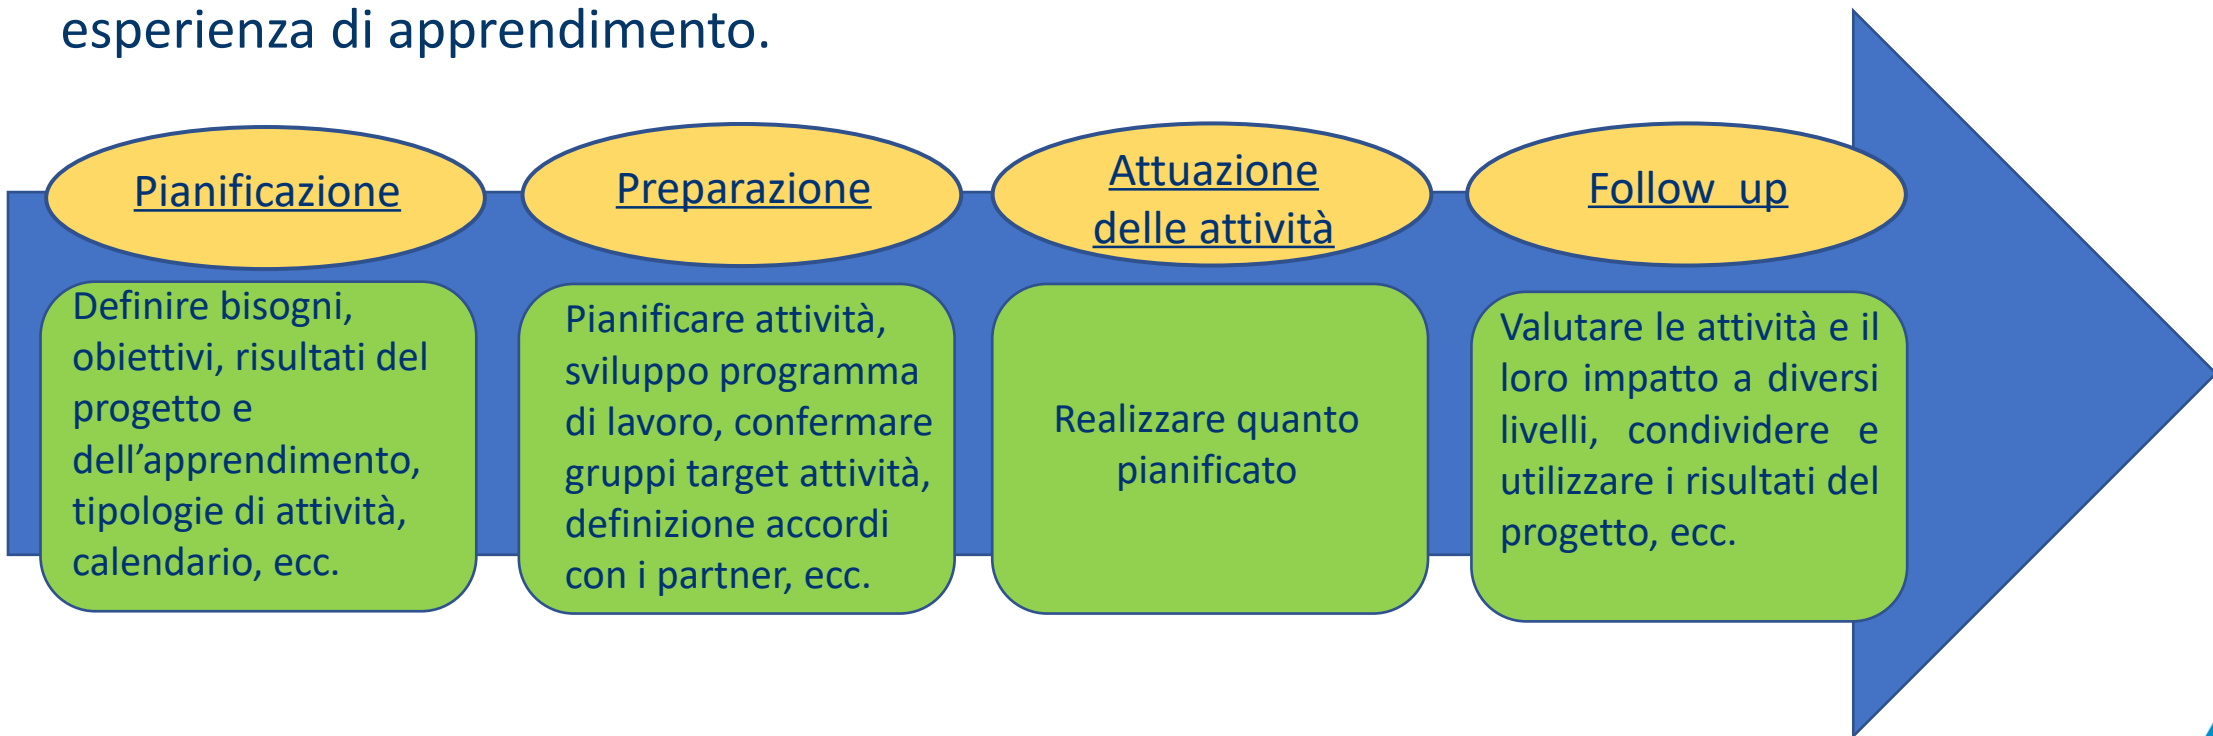 esperienza di apprendimento.
Pianificazione
Definire bisogni,
obiettivi, risultati del
progetto e
dell’apprendimento,
tipologie di attività,
calendario, ecc.
Preparazione
Pianificare attività,
sviluppo programma
di lavoro, confermare
gruppi target attività,
definizione accordi
con i partner, ecc.
Attuazione
delle attività
Realizzare quanto
pianificato
Follow up
Valutare le attività e il
loro impatto a diversi
livelli, condividere e
utilizzare i risultati del
progetto, ecc.